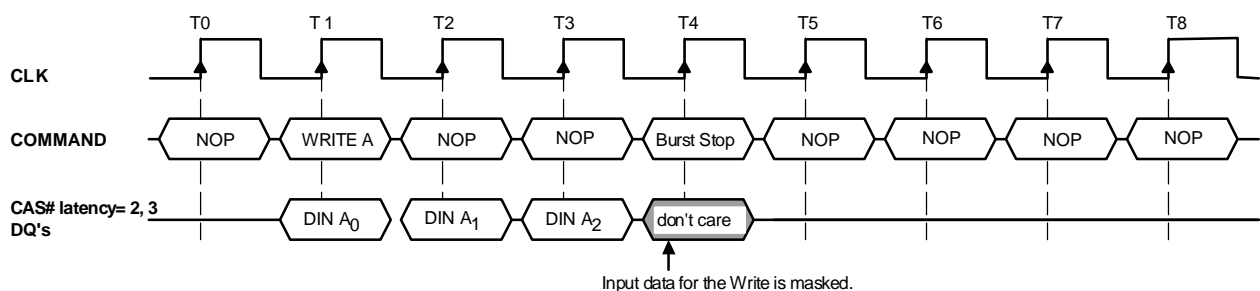 T0 T 1 T2 T3 T4 T5 T6 T7 T8
CLK
COMMAND NOP WRITE A NOP NOP Burst Stop NOP NOP NOP NOP
CAS# latency= 2, 3
DQ's DIN A0 DIN A1 DIN A2 don't care
Input data for the Write is masked.